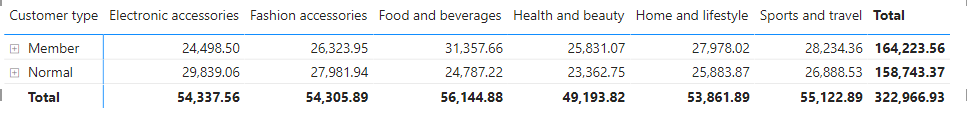 Customer type Electronic accessories Fashion accessories Food and beverages Health and beauty Home and lifestyle Sports and travel Total
Member 24,498.50 26,323.95 31,357.66 25,831.07 27,978.02 28,234.36 164,223.56
Normal 29,839.06 27,981.94 24,787.22 23,362.75 25,883.87 26,888.53 158,743.37
Total 54,337.56 54,305.89 56,144.88 49,193.82 53,861.89 55,122.89 322,966.93